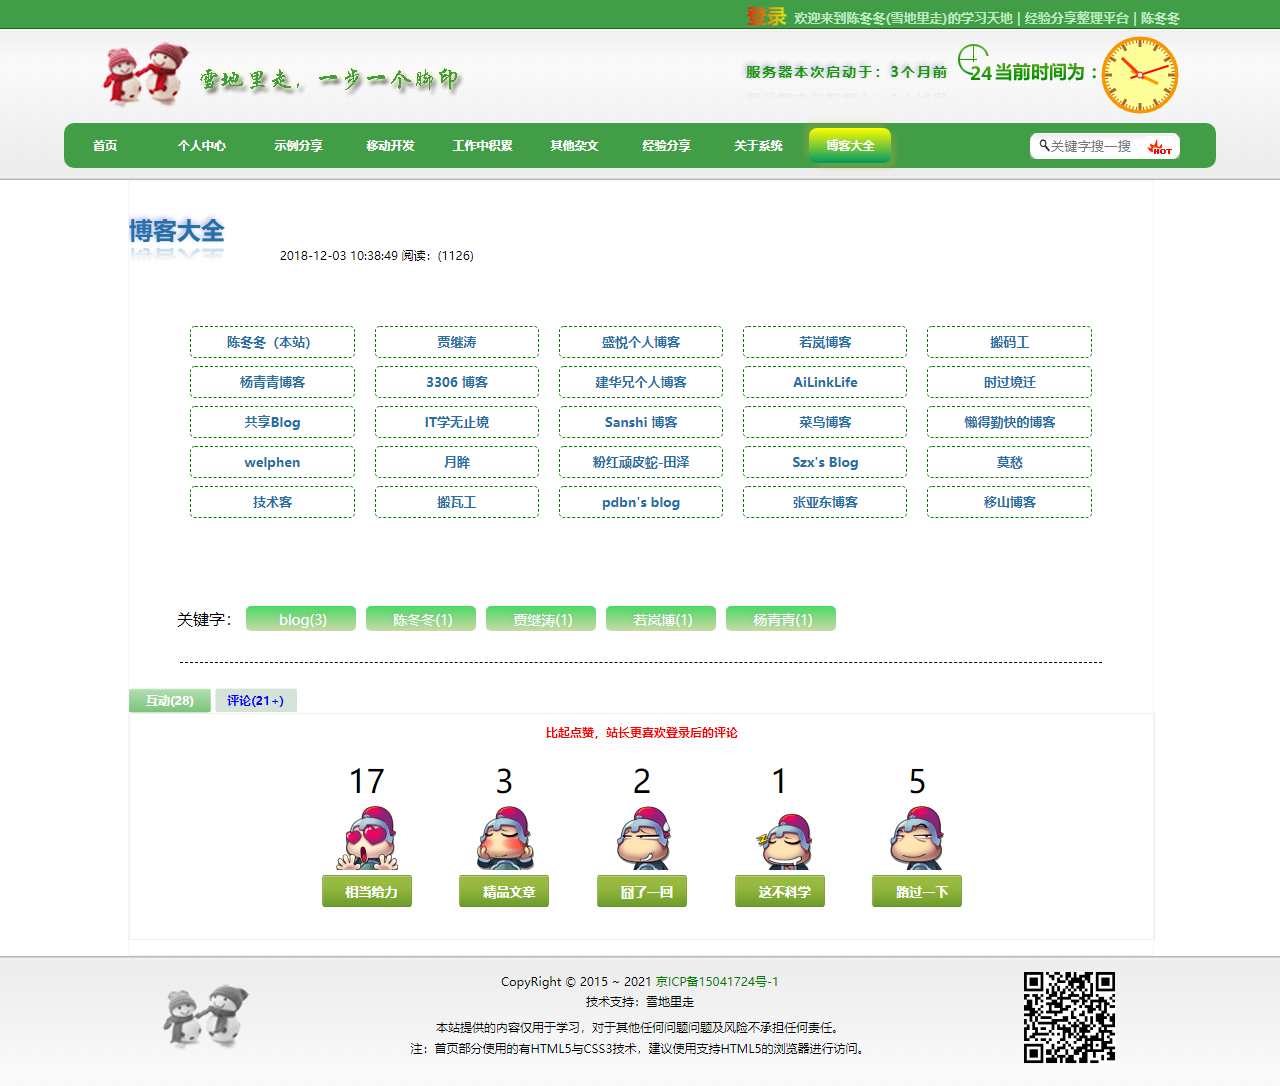 登录 欢迎来到陈冬冬(雪地里走)的学习天地 | 经验分享整理平台 | 陈冬冬
雪地里走，一步一个脚印
服务器本次启动于：3个月前 24 当前时间为：
首页 个人中心 示例分享 移动开发 工作中积累 其他杂文 经验分享 关于系统 博客大全 关键字搜一搜 HOT
博客大全
2018-12-03 10:38:49 阅读：(1126)
陈冬冬（本站） 贾继涛 盛悦个人博客 若岚博客 搬码工
杨青青博客 3306 博客 建华兄个人博客 AiLinkLife 时过境迁
共享Blog IT学无止境 Sanshi 博客 菜鸟博客 懒得勤快的博客
welphen 月眸 粉红顽皮蛇-田泽 Szx's Blog 莫愁
技术客 搬瓦工 pdbn's blog 张亚东博客 移山博客
关键字： blog(3) 陈冬冬(1) 贾继涛(1) 若岚博(1) 杨青青(1)
互动(28) 评论(21+)
比起点赞，站长更喜欢登录后的评论
17 3 2 1 5
相当给力 精品文章 囧了一回 这不科学 路过一下
CopyRight © 2015 ~ 2021 京ICP备15041724号-1
技术支持：雪地里走
本站提供的内容仅用于学习，对于其他任何问题问题及风险不承担任何责任。
注：首页部分使用的有HTML5与CSS3技术，建议使用支持HTML5的浏览器进行访问。